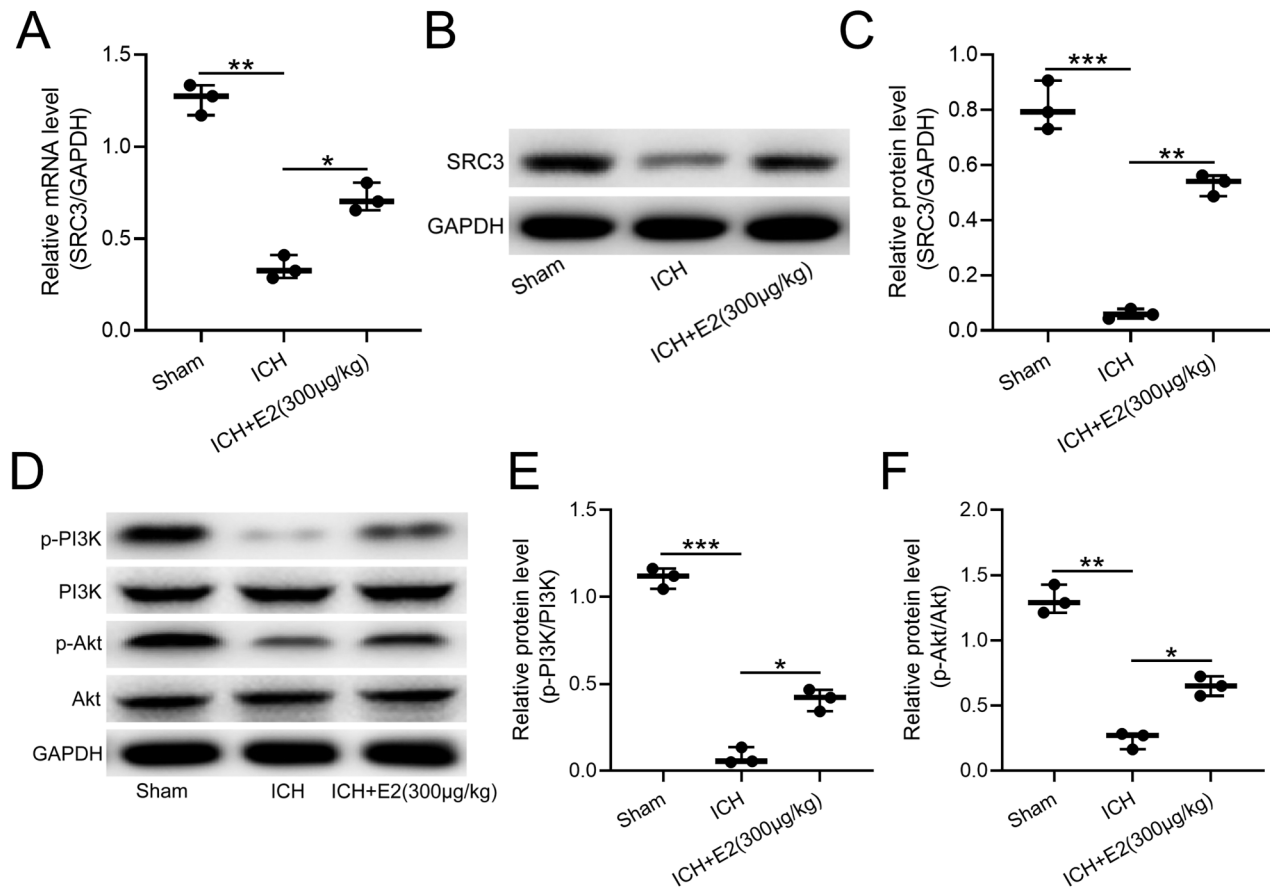 A
Relative mRNA level
(SRC3/GAPDH)
1.5
1.0
0.5
0.0
**
*
Sham
ICH
ICH+E2(300µg/kg)
B
SRC3
GAPDH
Sham
ICH
ICH+E2(300µg/kg)
C
Relative protein level
(SRC3/GAPDH)
1.0
0.8
0.6
0.4
0.2
0.0
***
**
Sham
ICH
ICH+E2(300µg/kg)
D
p-PI3K
PI3K
p-Akt
Akt
GAPDH
Sham ICH ICH+E2(300µg/kg)
E
Relative protein level
(p-PI3K/PI3K)
1.5
1.0
0.5
0.0
***
*
Sham
ICH
ICH+E2(300µg/kg)
F
Relative protein level
(p-Akt/Akt)
2.0
1.5
1.0
0.5
0.0
**
*
Sham
ICH
ICH+E2(300µg/kg)